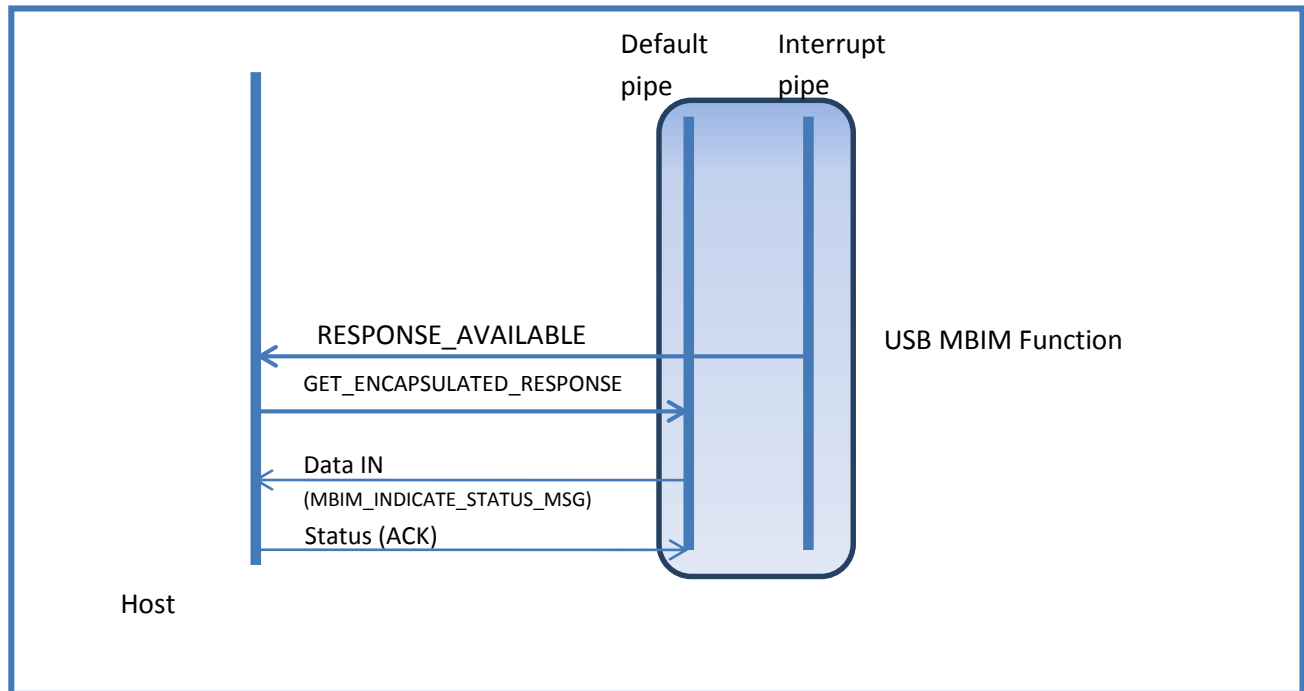 Default
pipe
Interrupt
pipe
RESPONSE_AVAILABLE
USB MBIM Function
GET_ENCAPSULATED_RESPONSE
Data IN
(MBIM_INDICATE_STATUS_MSG)
Status (ACK)
Host